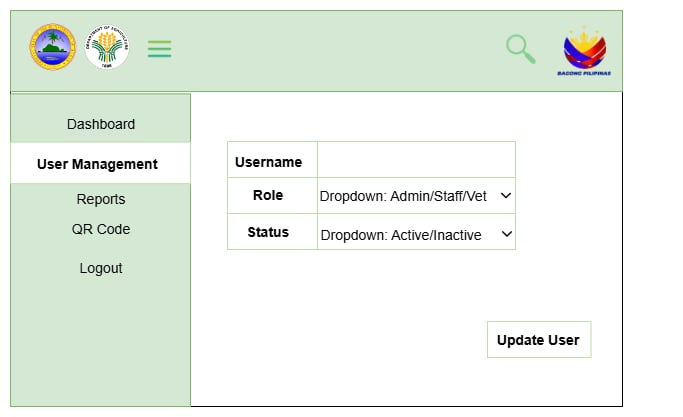 DEPARTMENT OF AGRICULTURE
1898
BAGONG PILIPINAS
Dashboard
User Management
Reports
QR Code
Logout
Username
Role Dropdown: Admin/Staff/Vet
Status Dropdown: Active/Inactive
Update User